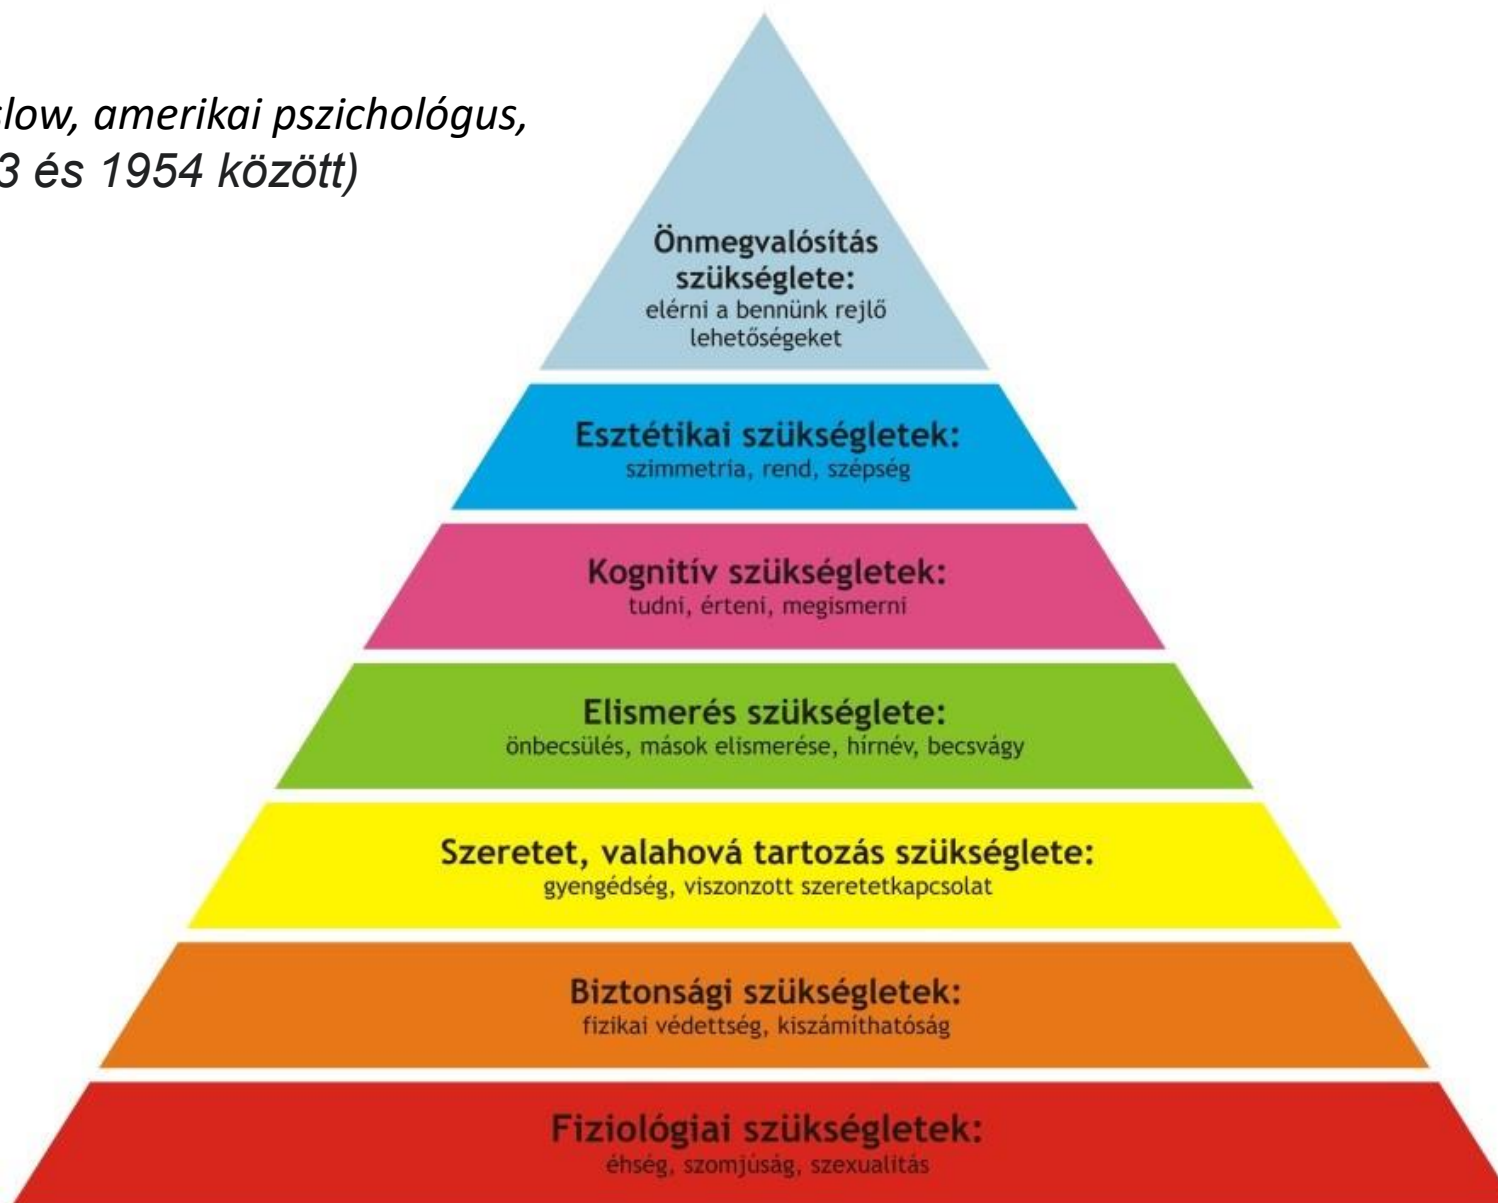 slow, amerikai pszichológus,
3 és 1954 között)
Önmegvalósítás
szükséglete:
elérni a bennünk rejlő
lehetőségeket
Esztétikai szükségletek:
szimmetria, rend, szépség
Kognitív szükségletek:
tudni, érteni, megismerni
Elismerés szükséglete:
önbecsülés, mások elismerése, hírnév, becsvágy
Szeretet, valahová tartozás szükséglete:
gyengédség, viszonzott szeretetkapcsolat
Biztonsági szükségletek:
fizikai védettség, kiszámíthatóság
Fiziológiai szükségletek:
éhség, szomjúság, szexualitás